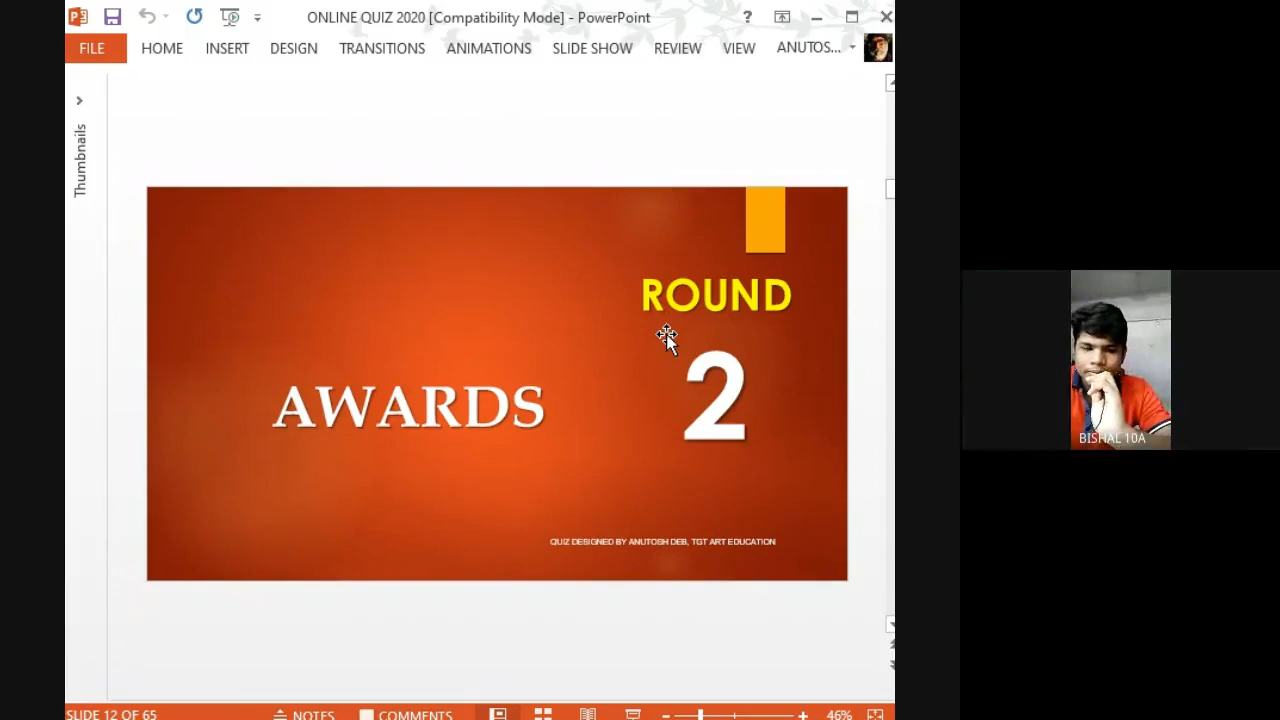 ONLINE QUIZ 2020 [Compatibility Mode] - PowerPoint
?
FILE HOME INSERT DESIGN TRANSITIONS ANIMATIONS SLIDE SHOW REVIEW VIEW ANUTOS...
Thumbnails
ROUND
2
AWARDS
QUIZ DESIGNED BY ANUTOSH DEB, TGT ART EDUCATION
BISHAL 10A
SLIDE 12 OF 65 NOTES COMMENTS 46%